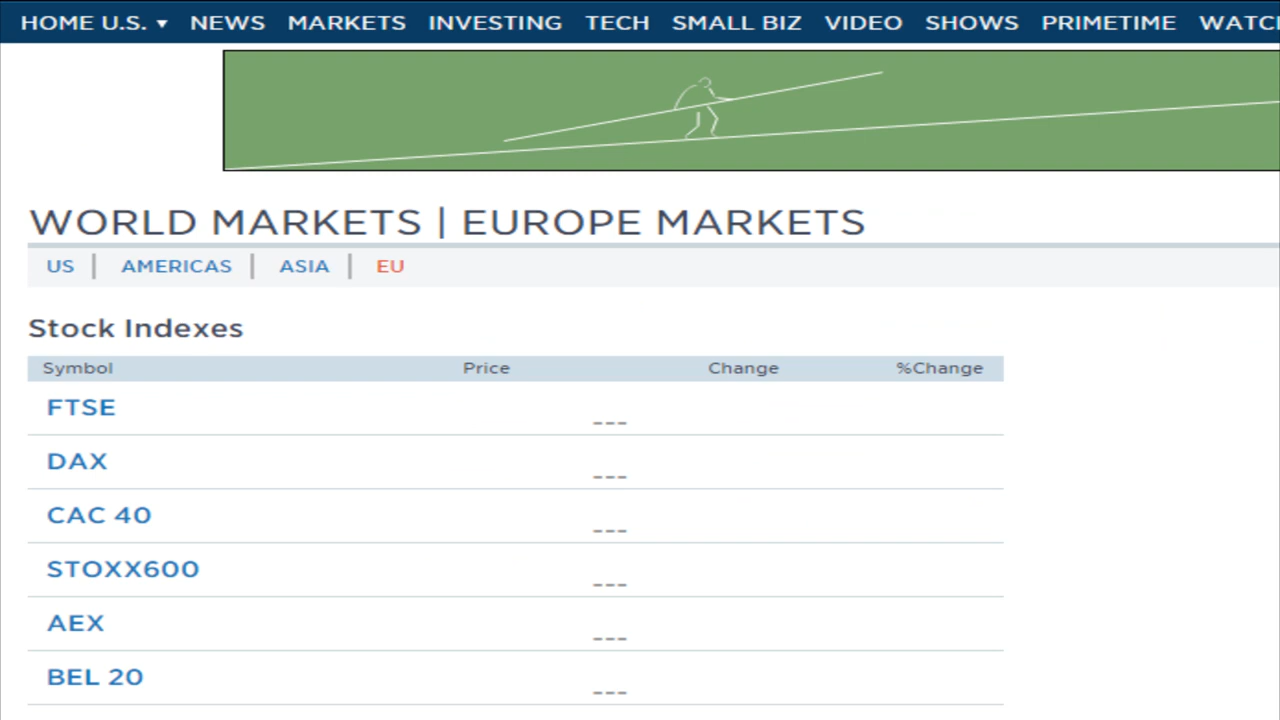 HOME U.S. ▾ NEWS MARKETS INVESTING TECH SMALL BIZ VIDEO SHOWS PRIMETIME
WORLD MARKETS | EUROPE MARKETS
US | AMERICAS | ASIA | EU
Stock Indexes
Symbol Price Change %Change
FTSE ---
DAX ---
CAC 40 ---
STOXX600 ---
AEX ---
BEL 20 ---